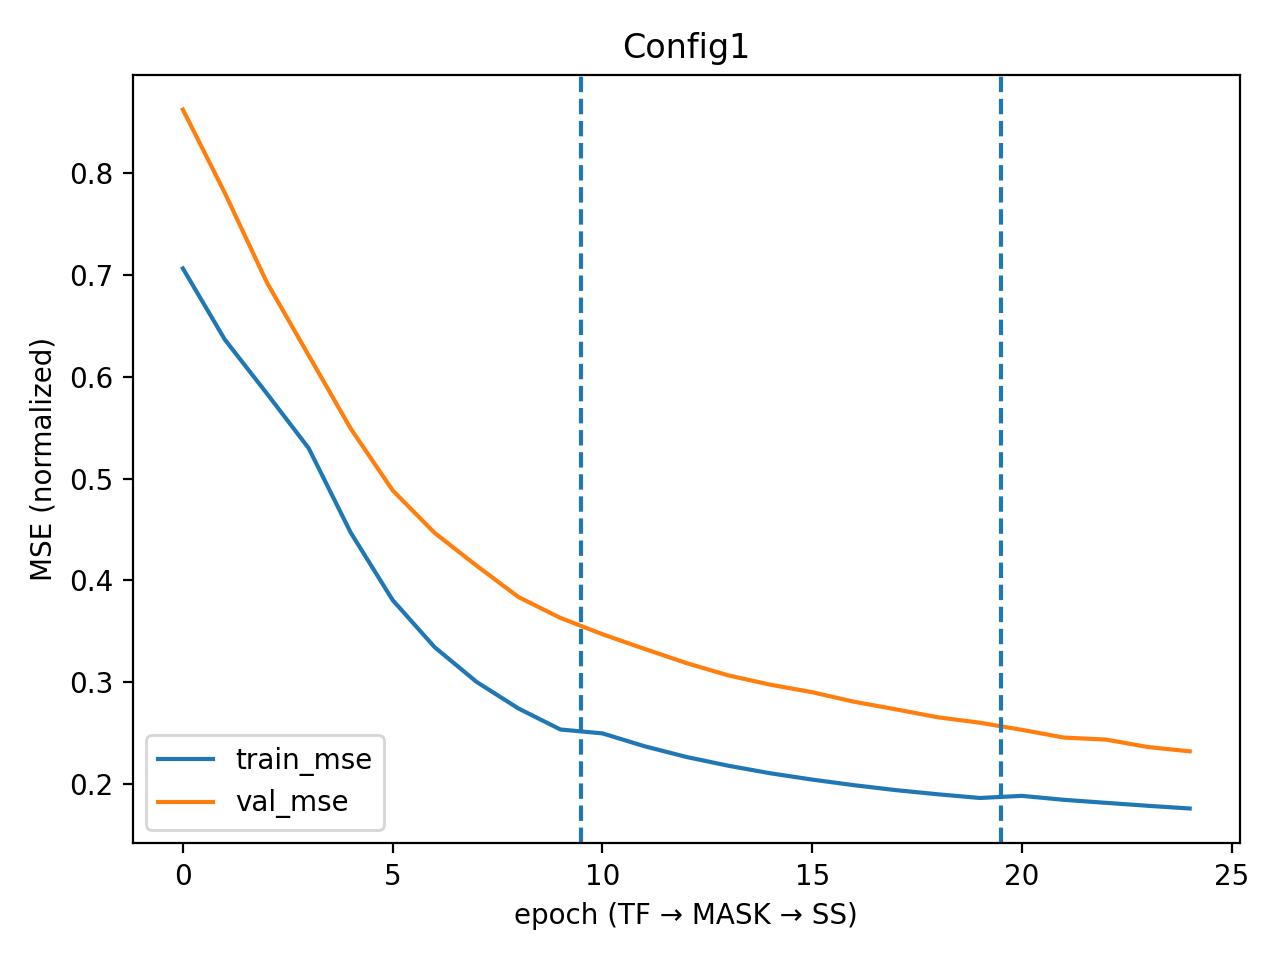 Config1
MSE (normalized)
0.8
0.7
0.6
0.5
0.4
0.3
0.2
train_mse
val_mse
0 5 10 15 20 25
epoch (TF → MASK → SS)